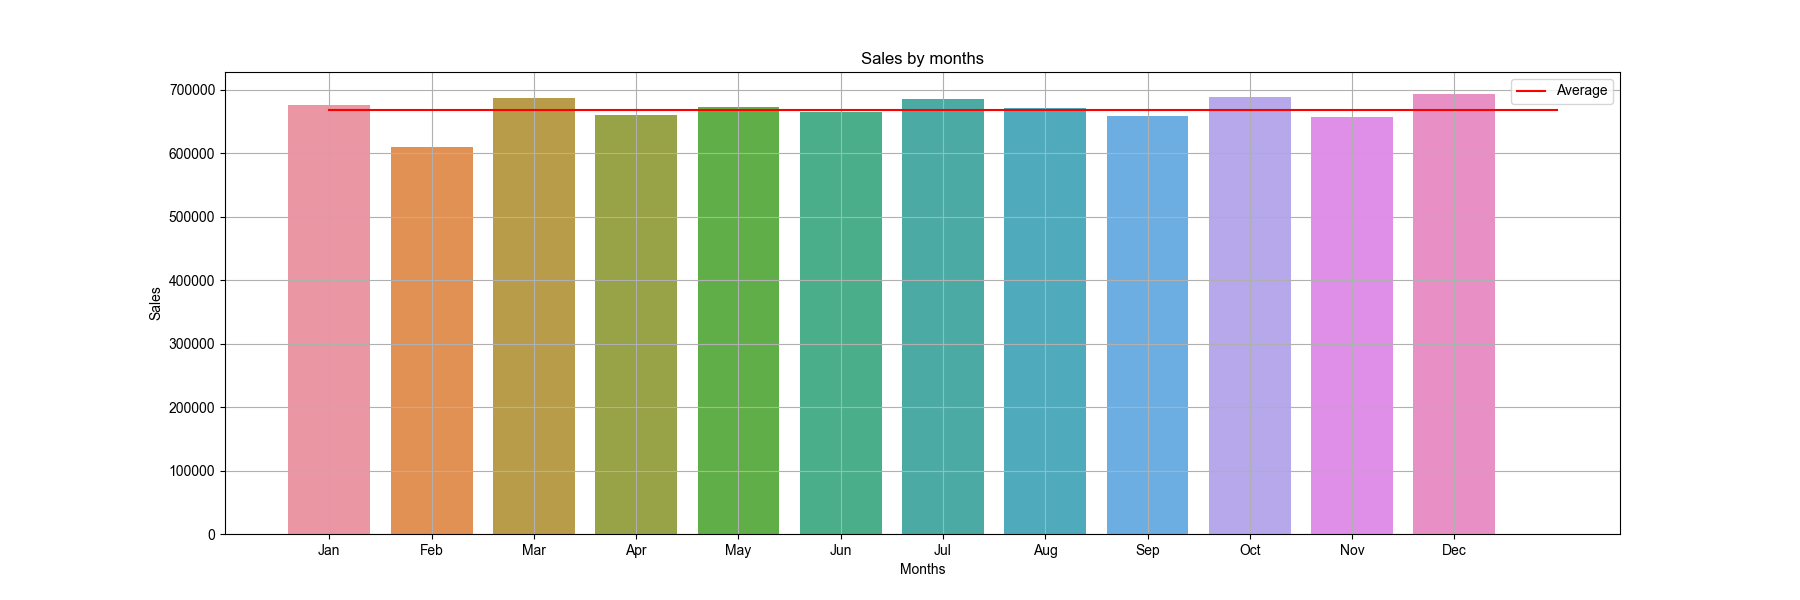 Sales by months
Average
700000
600000
500000
400000
300000
200000
100000
0
Sales
Jan Feb Mar Apr May Jun Jul Aug Sep Oct Nov Dec
Months